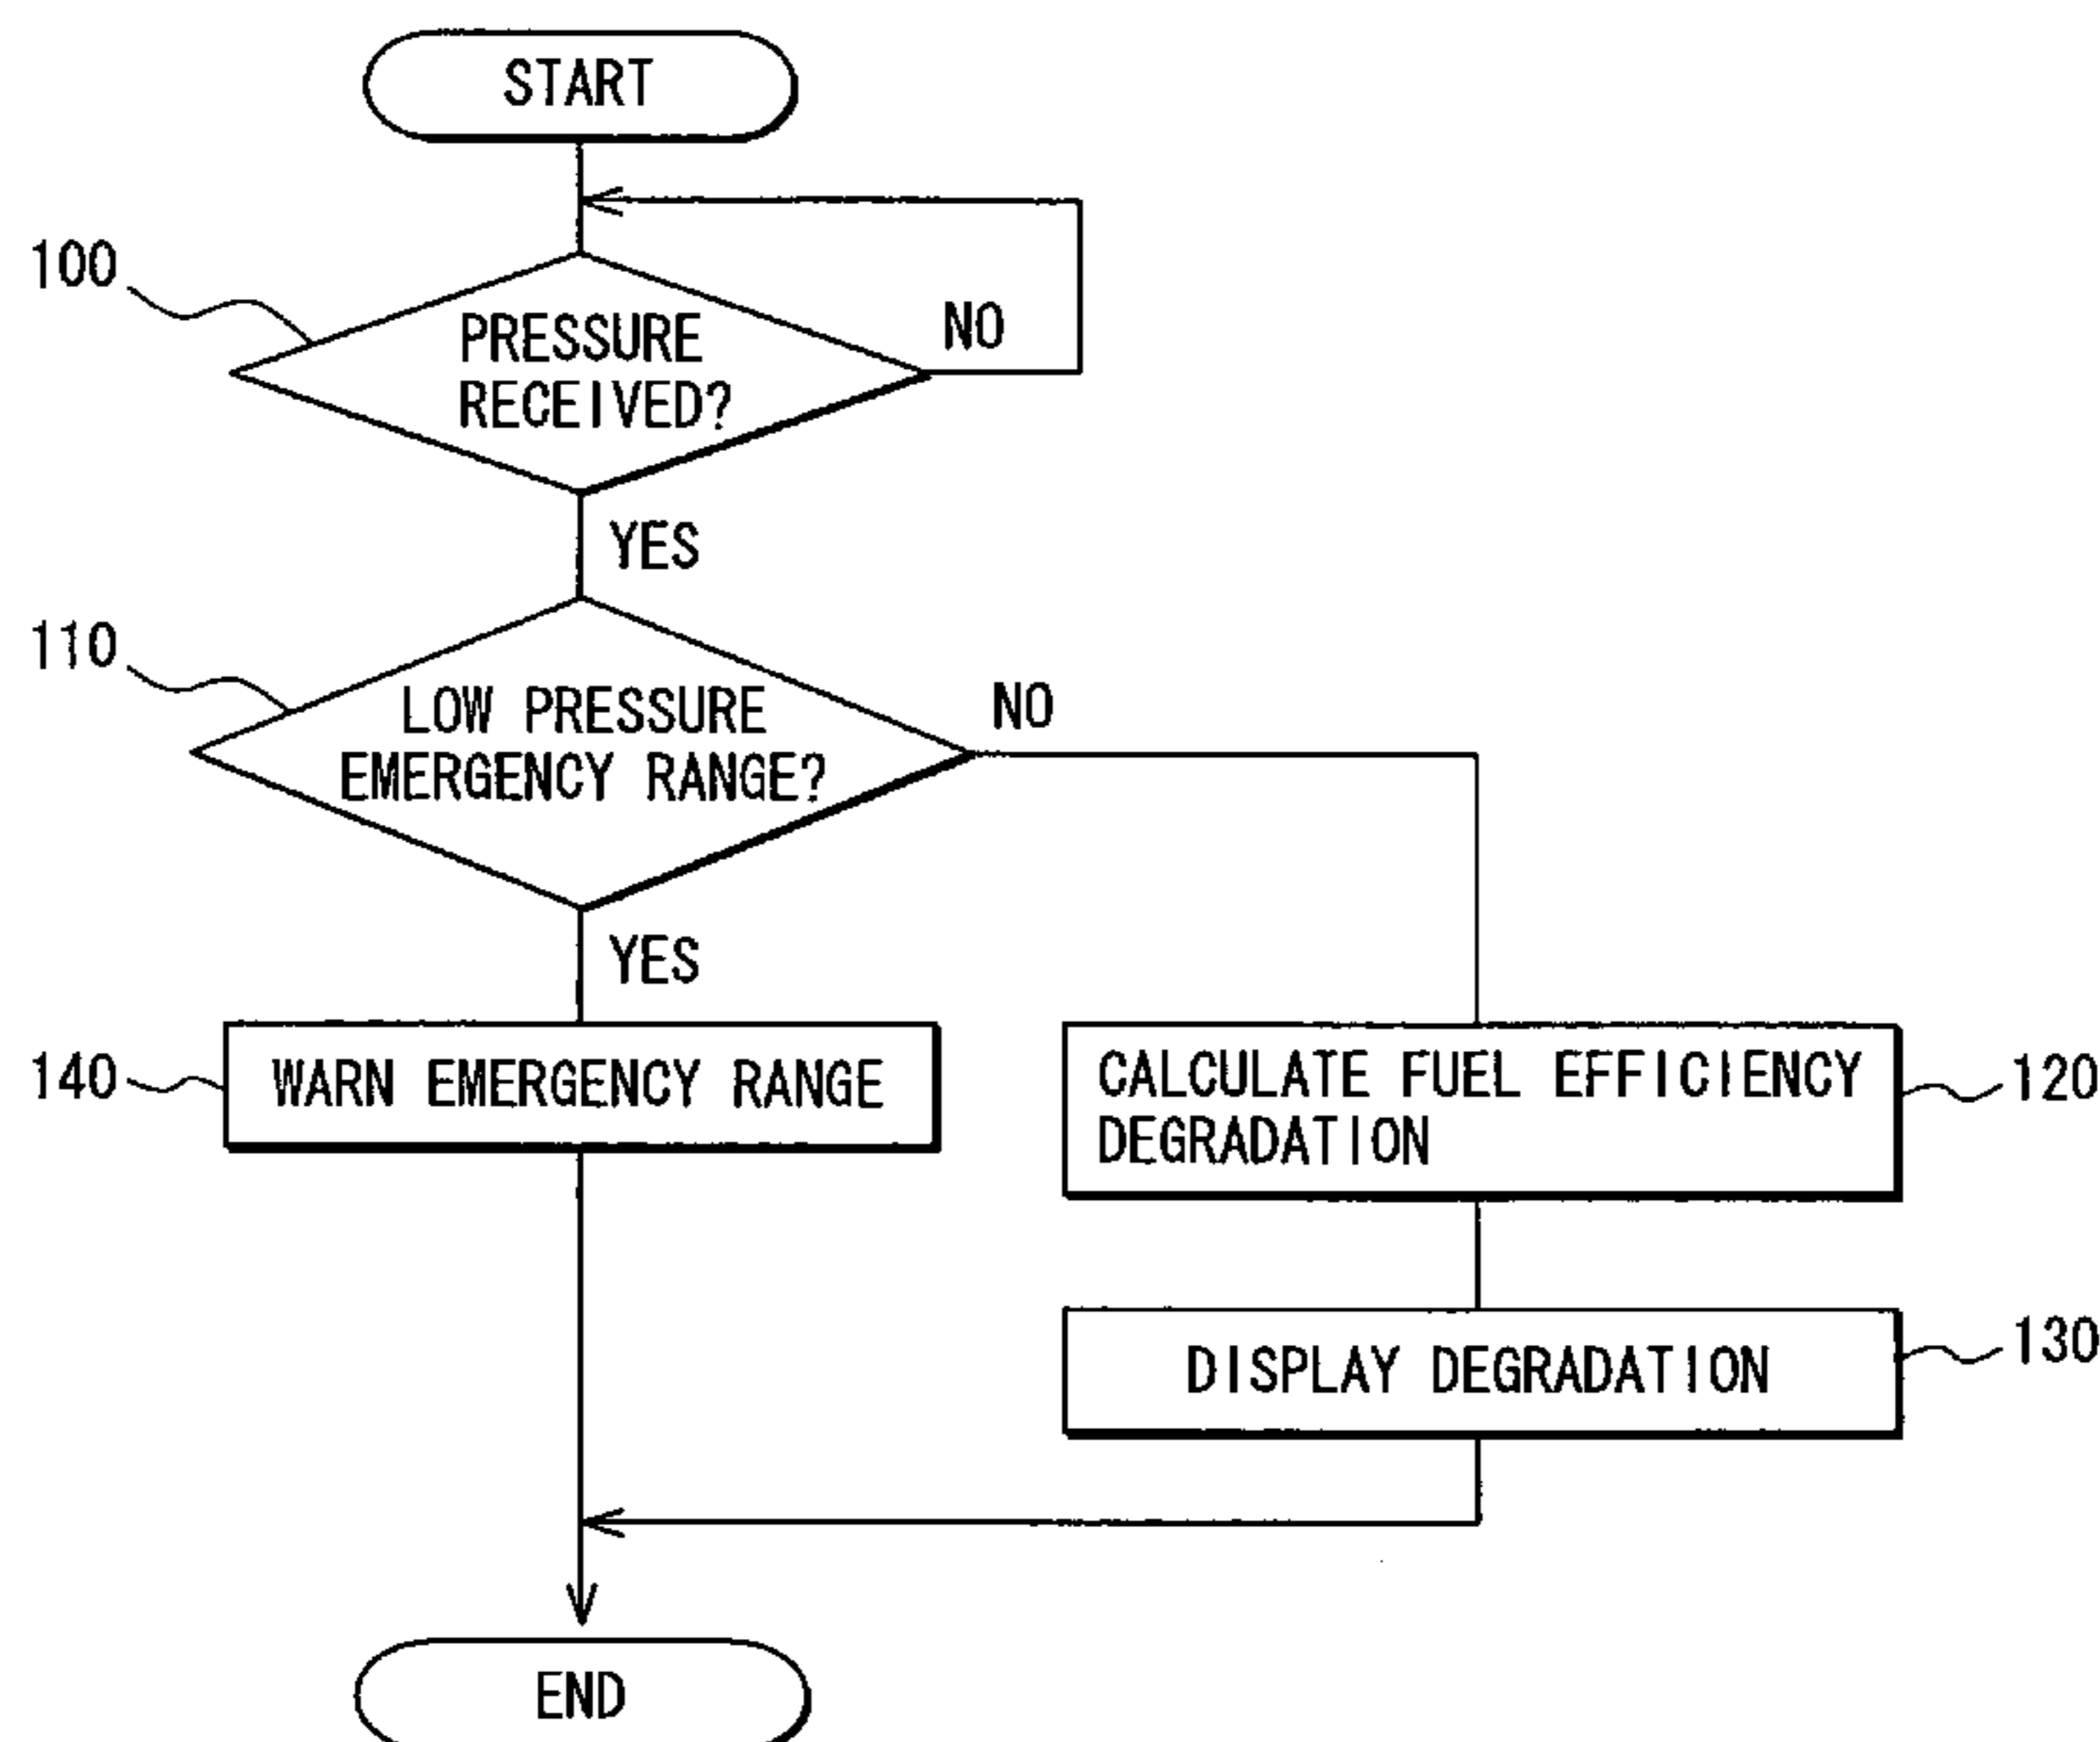 START
100
PRESSURE
RECEIVED?
NO
YES
110
LOW PRESSURE
EMERGENCY RANGE?
NO
YES
140
WARN EMERGENCY RANGE
CALCULATE FUEL EFFICIENCY
DEGRADATION
120
DISPLAY DEGRADATION
130
END